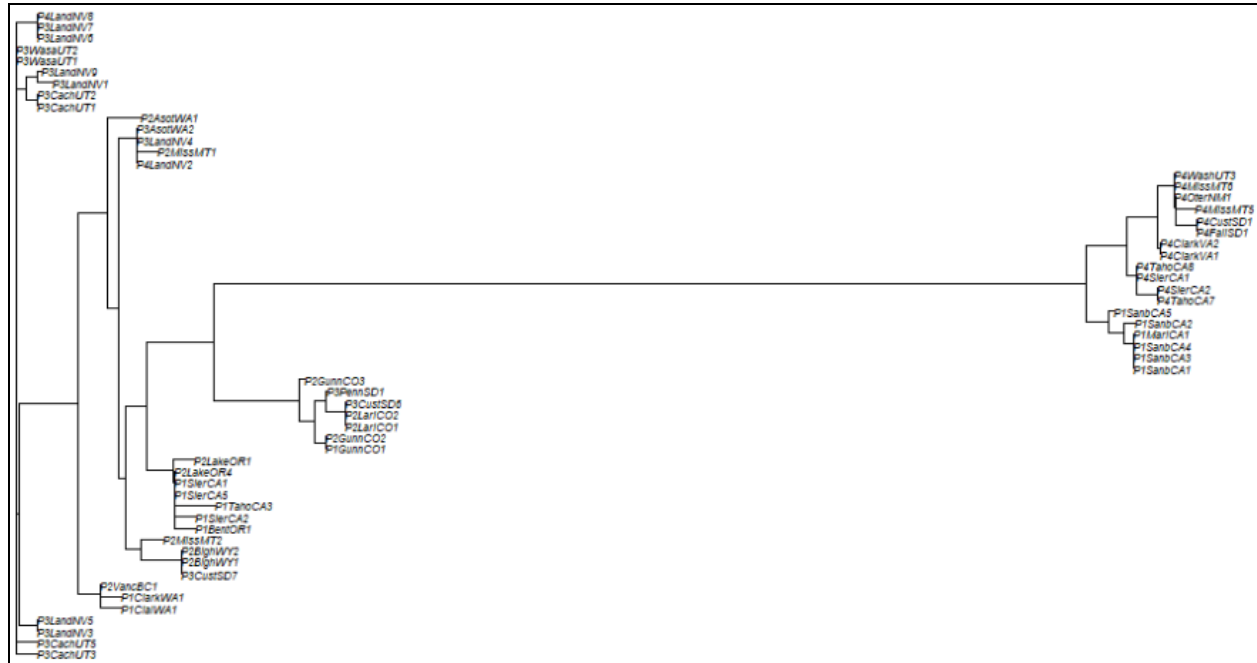 P4LandNV8
P3LandNV7
P3LandNV6
P3WasaUT2
P3WasaUT1
P3LandNV9
P3LandNV1
P3CachUT2
P3CachUT1
P2AsotWA1
P3AsotWA2
P3LandNV4
P2MissMT1
P4LandNV2
P4WashUT3
P4MissMT6
P4OterNM1
P4MissMT5
P4CustSD1
P4FallSD1
P4ClarkVA2
P4ClarkVA1
P4TahoCA8
P4SierCA1
P4SierCA2
P4TahoCA7
P1SanbCA5
P1SanbCA2
P1MariCA1
P1SanbCA4
P1SanbCA3
P1SanbCA1
P2GunnCO3
P3PennSD1
P3CustSD6
P2LariCO2
P2LariCO1
P2GunnCO2
P1GunnCO1
P2LakeOR1
P2LakeOR4
P1SierCA1
P1SierCA5
P1TahoCA3
P1SierCA2
P1BentOR1
P2MissMT2
P2BighWY2
P2BighWY1
P3CustSD7
P2VancBC1
P1ClarkWA1
P1ClalWA1
P3LandNV5
P3LandNV3
P3CachUT5
P3CachUT3